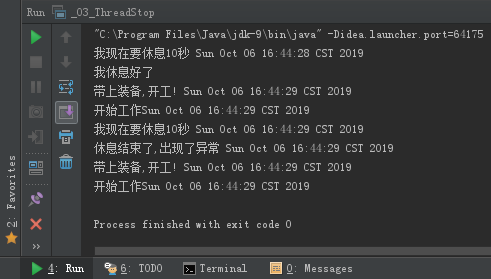 Run _03_ThreadStop
"C:\Program Files\Java\jdk-9\bin\java" -Didea.launcher.port=64175
我现在要休息10秒 Sun Oct 06 16:44:28 CST 2019
我休息好了
带上装备,开工! Sun Oct 06 16:44:29 CST 2019
开始工作Sun Oct 06 16:44:29 CST 2019
我现在要休息10秒 Sun Oct 06 16:44:29 CST 2019
休息结束了,出现了异常 Sun Oct 06 16:44:29 CST 2019
带上装备,开工! Sun Oct 06 16:44:29 CST 2019
开始工作Sun Oct 06 16:44:29 CST 2019
Process finished with exit code 0
2: Favorites
4: Run 6: TODO Terminal 0: Messages